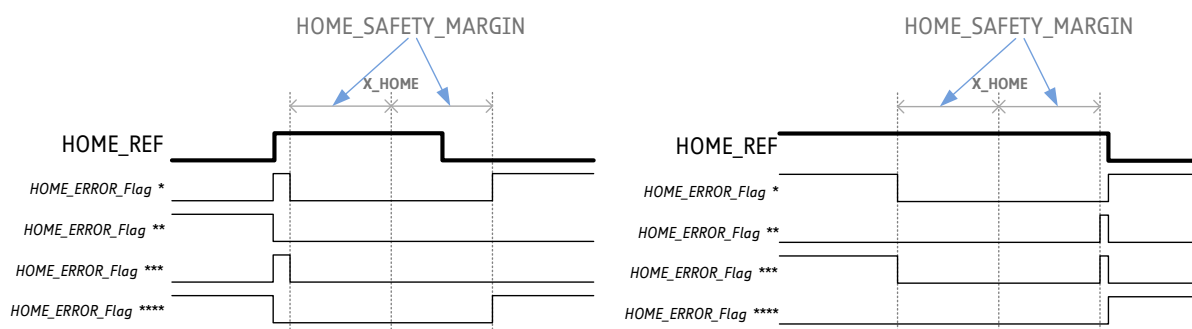 HOME_SAFETY_MARGIN
X_HOME
HOME_REF
HOME_ERROR_Flag *
HOME_ERROR_Flag **
HOME_ERROR_Flag ***
HOME_ERROR_Flag ****
HOME_SAFETY_MARGIN
X_HOME
HOME_REF
HOME_ERROR_Flag *
HOME_ERROR_Flag **
HOME_ERROR_Flag ***
HOME_ERROR_Flag ****